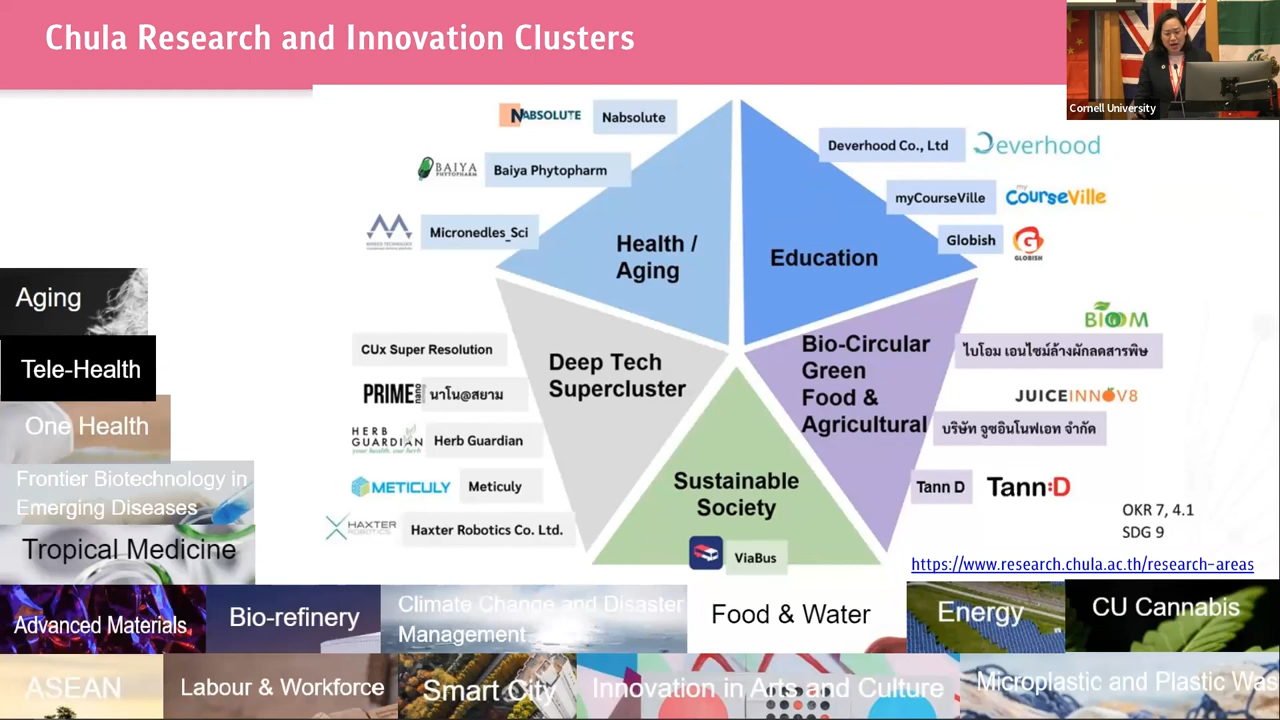 Chula Research and Innovation Clusters
Cornell University
NABSOLUTE
Nabsolute
BAIYA
PHYTOPHARM
Baiya Phytopharm
Micronedles_Sci
Health /
Aging
Deverhood Co., Ltd
Deverhood
myCourseVille
my
CourseVille
Globish
GLOBISH
Education
Aging
Tele-Health
One Health
Frontier Biotechnology in
Emerging Diseases
Tropical Medicine
CUx Super Resolution
PRIME nano
นาโน@สยาม
HERB
GUARDIAN
your health, our herb
Herb Guardian
METICULY
Meticuly
HAXTER
ROBOTICS
Haxter Robotics Co. Ltd.
Deep Tech
Supercluster
Bio-Circular
Green
Food &
Agricultural
BIOOM
ไบโอม เอนไซม์ล้างผักลดสารพิษ
JUICEINNOV8
บริษัท จูซอินโนฟเอท จำกัด
Tann D
Tann:D
Sustainable
Society
ViaBus
OKR 7, 4.1
SDG 9
https://www.research.chula.ac.th/research-areas
Advanced Materials
Bio-refinery
Climate Change and Disaster
Management
Food & Water
Energy
CU Cannabis
ASEAN
Labour & Workforce
Smart City
Innovation in Arts and Culture
Microplastic and Plastic Was